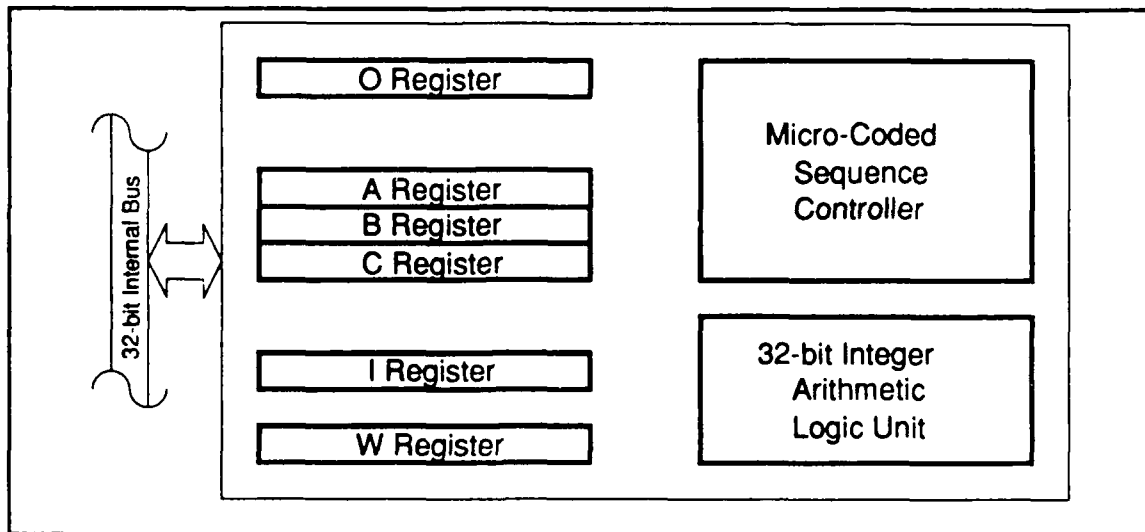 32-bit Internal Bus
O Register
A Register
B Register
C Register
I Register
W Register
Micro-Coded
Sequence
Controller
32-bit Integer
Arithmetic
Logic Unit